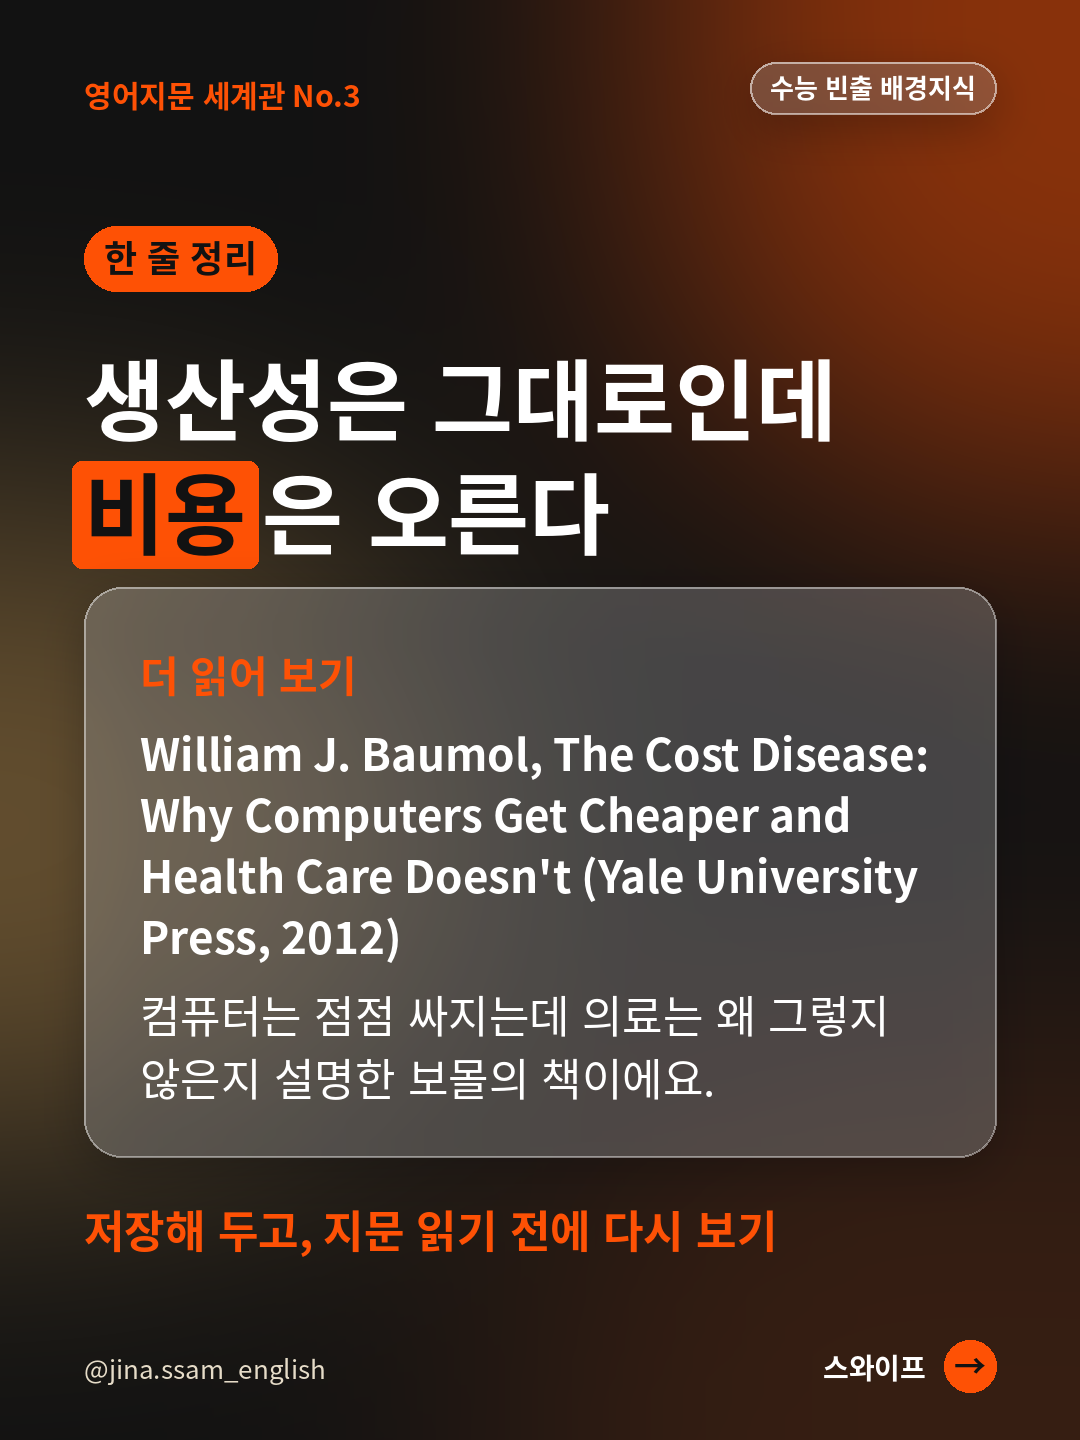 영어지문 세계관 No.3
수능 빈출 배경지식
한 줄 정리
생산성은 그대로인데
비용은 오른다
더 읽어 보기
William J. Baumol, The Cost Disease:
Why Computers Get Cheaper and
Health Care Doesn't (Yale University
Press, 2012)
컴퓨터는 점점 싸지는데 의료는 왜 그렇지
않은지 설명한 보몰의 책이에요.
저장해 두고, 지문 읽기 전에 다시 보기
@jina.ssam_english
스와이프 →